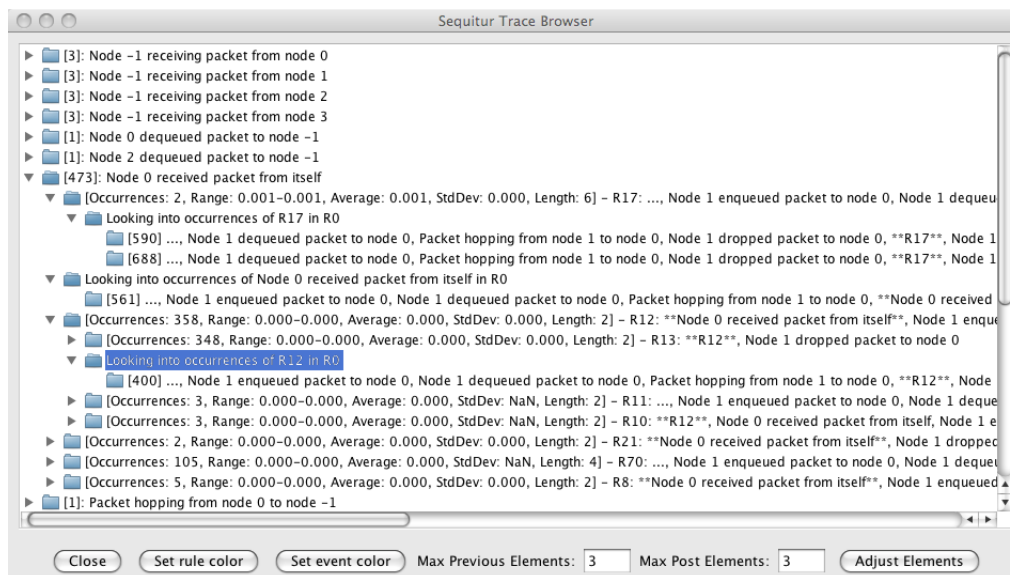 Sequitur Trace Browser
[3]: Node −1 receiving packet from node 0
[3]: Node −1 receiving packet from node 1
[3]: Node −1 receiving packet from node 2
[3]: Node −1 receiving packet from node 3
[1]: Node 0 dequeued packet to node −1
[1]: Node 2 dequeued packet to node −1
[473]: Node 0 received packet from itself
[Occurrences: 2, Range: 0.001−0.001, Average: 0.001, StdDev: 0.000, Length: 6] − R17: ..., Node 1 enqueued packet to node 0, Node 1 dequeu
Looking into occurrences of R17 in R0
[590] ..., Node 1 dequeued packet to node 0, Packet hopping from node 1 to node 0, Node 1 dropped packet to node 0, **R17**, Node 1
[688] ..., Node 1 dequeued packet to node 0, Packet hopping from node 1 to node 0, Node 1 dropped packet to node 0, **R17**, Node 1
Looking into occurrences of Node 0 received packet from itself in R0
[561] ..., Node 1 enqueued packet to node 0, Node 1 dequeued packet to node 0, Packet hopping from node 1 to node 0, **Node 0 received
[Occurrences: 358, Range: 0.000−0.000, Average: 0.000, StdDev: 0.000, Length: 2] − R12: **Node 0 received packet from itself**, Node 1 enque
[Occurrences: 348, Range: 0.000−0.000, Average: 0.000, StdDev: 0.000, Length: 2] − R13: **R12**, Node 1 dropped packet to node 0
Looking into occurrences of R12 in R0
[400] ..., Node 1 enqueued packet to node 0, Node 1 dequeued packet to node 0, Packet hopping from node 1 to node 0, **R12**, Node
[Occurrences: 3, Range: 0.000−0.000, Average: 0.000, StdDev: NaN, Length: 2] − R11: ..., Node 1 enqueued packet to node 0, Node 1 deque
[Occurrences: 3, Range: 0.000−0.000, Average: 0.000, StdDev: NaN, Length: 2] − R10: **R12**, Node 0 received packet from itself, Node 1 e
[Occurrences: 2, Range: 0.000−0.000, Average: 0.000, StdDev: 0.000, Length: 2] − R21: **Node 0 received packet from itself**, Node 1 dropped
[Occurrences: 105, Range: 0.000−0.000, Average: 0.000, StdDev: NaN, Length: 4] − R70: ..., Node 1 enqueued packet to node 0, Node 1 dequeu
[Occurrences: 5, Range: 0.000−0.000, Average: 0.000, StdDev: 0.000, Length: 2] − R8: **Node 0 received packet from itself**, Node 1 enqueued
[1]: Packet hopping from node 0 to node −1
Close Set rule color Set event color Max Previous Elements: 3 Max Post Elements: 3 Adjust Elements